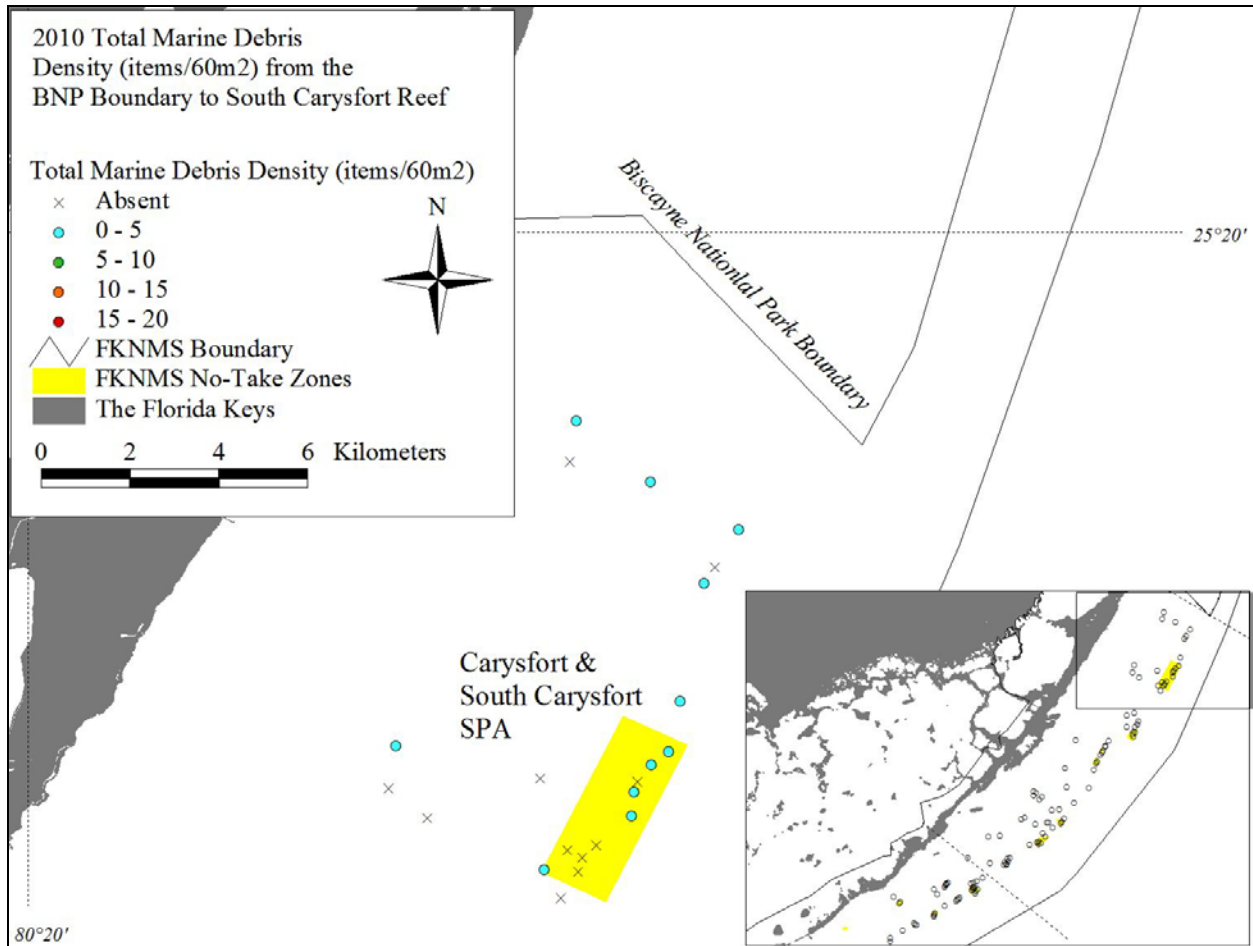 2010 Total Marine Debris
Density (items/60m2) from the
BNP Boundary to South Carysfort Reef
Total Marine Debris Density (items/60m2)
Absent
0 - 5
5 - 10
10 - 15
15 - 20
FKNMS Boundary
FKNMS No-Take Zones
The Florida Keys
0 2 4 6 Kilometers
N
Biscayne Nationlal Park Boundary
25°20'
Carysfort &
South Carysfort
SPA
80°20'